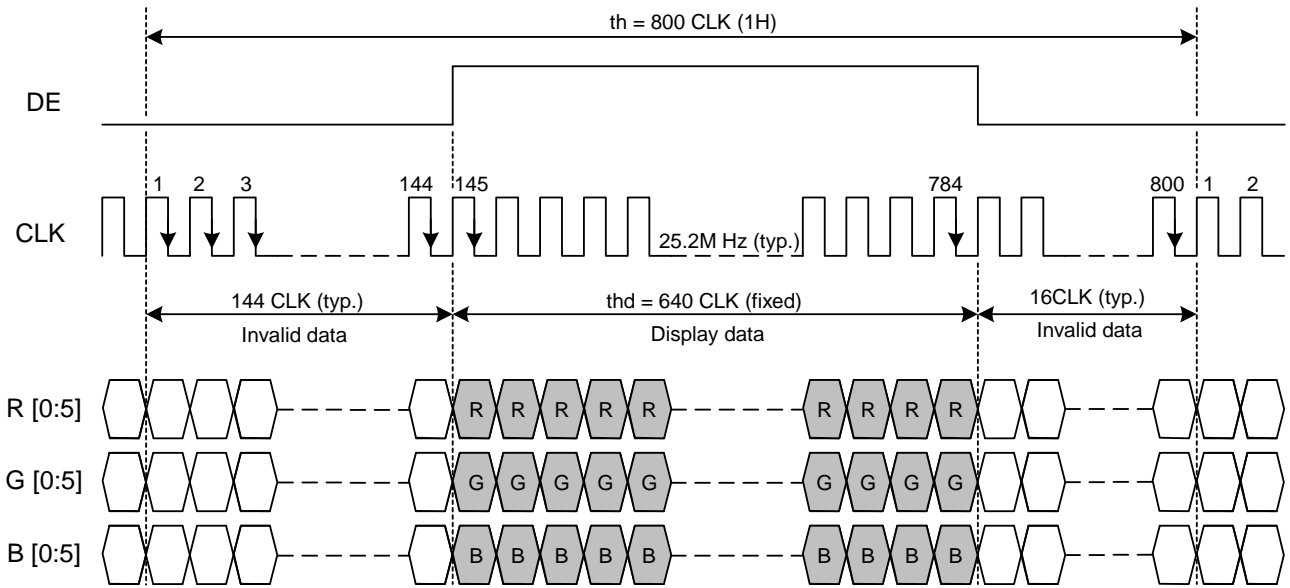 th = 800 CLK (1H)
DE
1 2 3 144 145 784 800 1 2
CLK
25.2M Hz (typ.)
144 CLK (typ.) thd = 640 CLK (fixed) 16CLK (typ.)
Invalid data Display data Invalid data
R [0:5] R R R R R R R R R
G [0:5] G G G G G G G G G
B [0:5] B B B B B B B B B